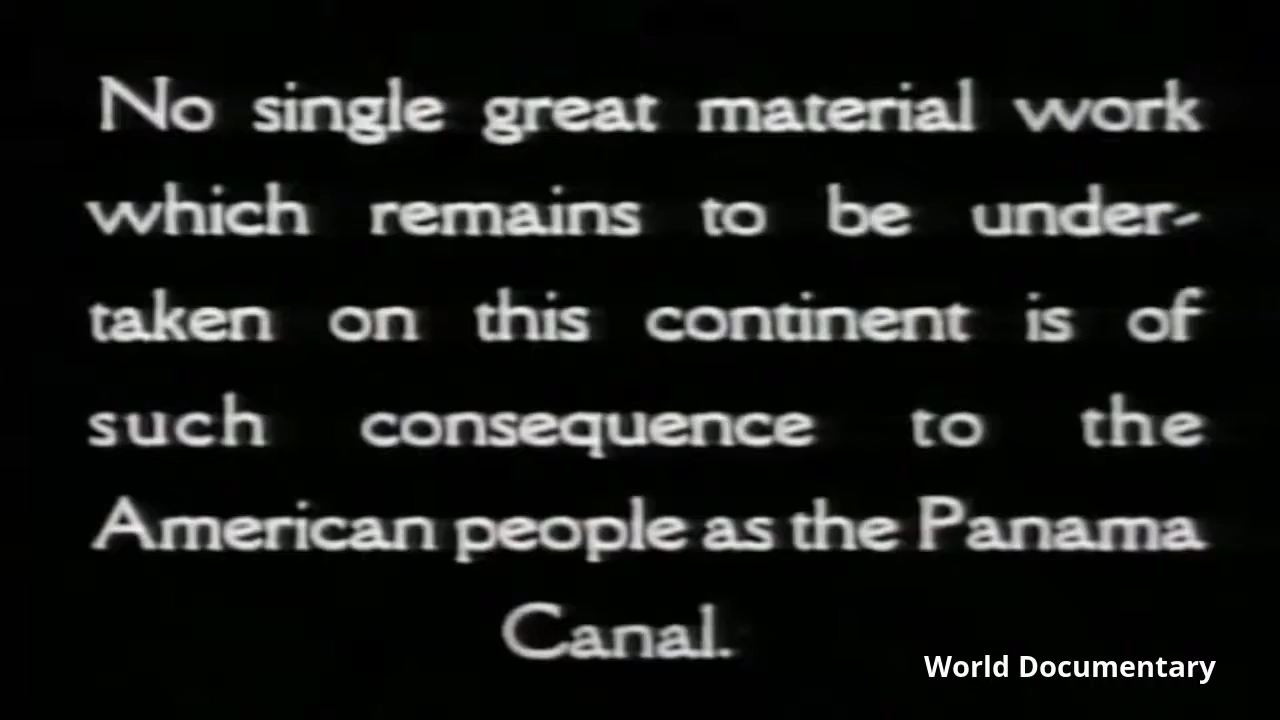 No single great material work
which remains to be under-
taken on this continent is of
such consequence to the
American people as the Panama
Canal.
World Documentary